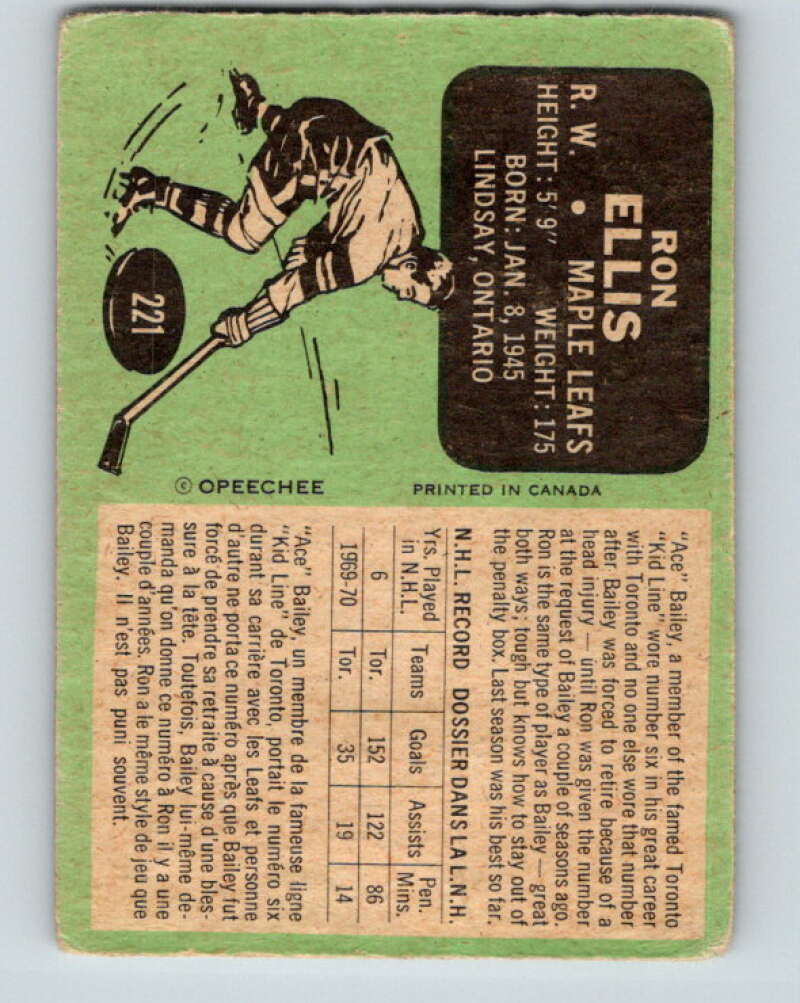 RON
ELLIS
R. W. • MAPLE LEAFS
HEIGHT: 5'9" WEIGHT: 175
BORN: JAN. 8, 1945
LINDSAY, ONTARIO
221
© OPEECHEE
PRINTED IN CANADA
"Ace" Bailey, a member of the famed Toronto
"Kid Line" wore number six in his great career
with Toronto and no one else wore that number
after Bailey was forced to retire because of a
head injury — until Ron was given the number
at the request of Bailey a couple of seasons ago.
Ron is the same type of player as Bailey — great
both ways; tough but knows how to stay out of
the penalty box. Last season was his best so far.
N.H.L. RECORD DOSSIER DANS LA L.N.H.
Yrs. Played in N.H.L. Teams Goals Assists Pen. Mins.
6 Tor. 152 122 86
1969-70 Tor. 35 19 14
"Ace" Bailey, un membre de la fameuse ligne
"Kid Line" de Toronto, portait le numéro six
durant sa carrière avec les Leafs et personne
d'autre ne porta ce numéro après que Bailey fut
forcé de prendre sa retraite à cause d'une bles-
sure à la tête. Toutefois, Bailey lui-même de-
manda qu'on donne ce numéro à Ron il y a une
couple d'années. Ron a le même style de jeu que
Bailey. Il n'est pas puni souvent.